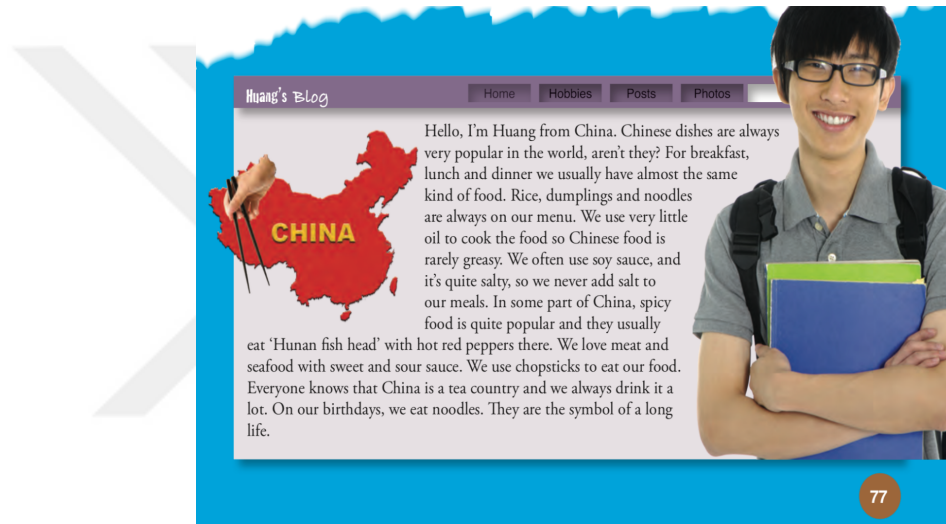 Huang's Blog
Home Hobbies Posts Photos
CHINA
Hello, I'm Huang from China. Chinese dishes are always
very popular in the world, aren't they? For breakfast,
lunch and dinner we usually have almost the same
kind of food. Rice, dumplings and noodles
are always on our menu. We use very little
oil to cook the food so Chinese food is
rarely greasy. We often use soy sauce, and
it's quite salty, so we never add salt to
our meals. In some part of China, spicy
food is quite popular and they usually
eat ‘Hunan fish head’ with hot red peppers there. We love meat and
seafood with sweet and sour sauce. We use chopsticks to eat our food.
Everyone knows that China is a tea country and we always drink it a
lot. On our birthdays, we eat noodles. They are the symbol of a long
life.
77